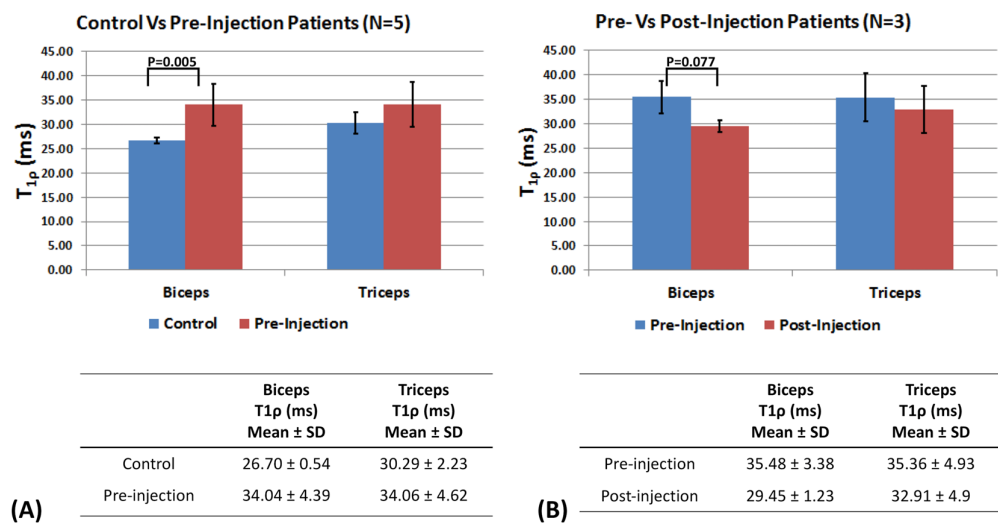 Control Vs Pre-Injection Patients (N=5)
45.00
40.00
35.00
30.00
25.00
20.00
15.00
10.00
5.00
0.00
T1ρ (ms)
P=0.005
Biceps Triceps
Control Pre-Injection
Biceps Triceps
T1ρ (ms) T1ρ (ms)
Mean ± SD Mean ± SD
Control 26.70 ± 0.54 30.29 ± 2.23
Pre-injection 34.04 ± 4.39 34.06 ± 4.62
(A)
Pre- Vs Post-Injection Patients (N=3)
45.00
40.00
35.00
30.00
25.00
20.00
15.00
10.00
5.00
0.00
T1ρ (ms)
P=0.077
Biceps Triceps
Pre-Injection Post-Injection
Biceps Triceps
T1ρ (ms) T1ρ (ms)
Mean ± SD Mean ± SD
Pre-injection 35.48 ± 3.38 35.36 ± 4.93
Post-injection 29.45 ± 1.23 32.91 ± 4.9
(B)